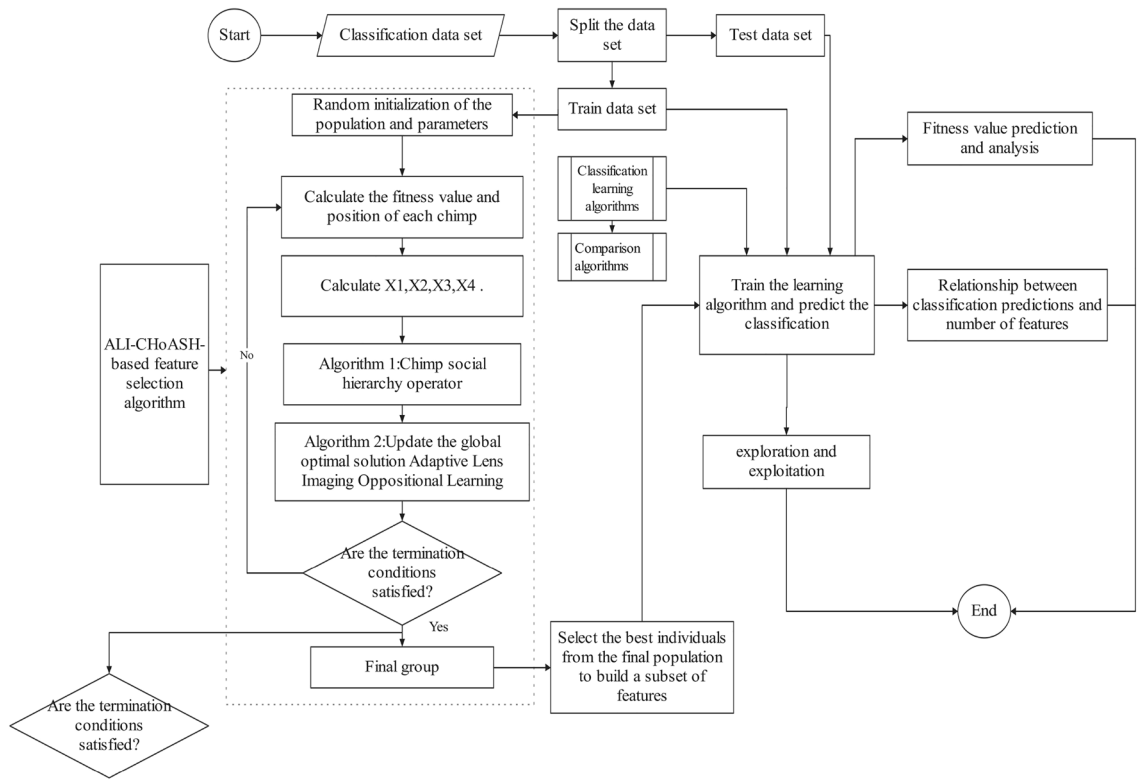 Start
Classification data set
Split the data
set
Test data set
Random initialization of the
population and parameters
Train data set
Fitness value prediction
and analysis
Classification
learning
algorithms
Calculate the fitness value and
position of each chimp
Comparison
algorithms
Calculate X1,X2,X3,X4 .
Train the learning
algorithm and predict the
classification
Relationship between
classification predictions and
number of features
ALI-CHoASH-
based feature
selection
algorithm
No
Algorithm 1:Chimp social
hierarchy operator
Algorithm 2:Update the global
optimal solution Adaptive Lens
Imaging Oppositional Learning
exploration and
exploitation
Are the termination
conditions
satisfied?
End
Yes
Final group
Select the best individuals
from the final population
to build a subset of
features
Are the termination
conditions
satisfied?